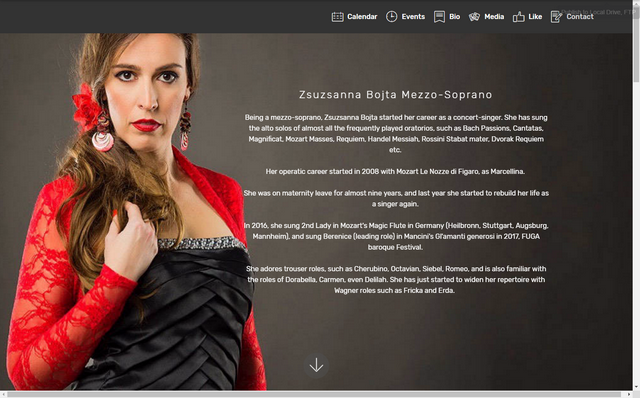 Calendar Events Bio Media Like Contact
Publish to Local Drive, FT
Zsuzsanna Bojta Mezzo-Soprano
Being a mezzo-soprano, Zsuzsanna Bojta started her career as a concert-singer. She has sung
the alto solos of almost all the frequently played oratorios, such as Bach Passions, Cantatas,
Magnificat, Mozart Masses, Requiem, Handel Messiah, Rossini Stabat mater, Dvorak Requiem
etc.
Her operatic career started in 2008 with Mozart Le Nozze di Figaro, as Marcellina.
She was on maternity leave for almost nine years, and last year she started to rebuild her life as
a singer again.
In 2016, she sung 2nd Lady in Mozart's Magic Flute in Germany (Heilbronn, Stuttgart, Augsburg,
Mannheim), and sung Berenice (leading role) in Mancini's Gl'amanti generosi in 2017, FUGA
baroque Festival.
She adores trouser roles, such as Cherubino, Octavian, Siebel, Romeo, and is also familiar with
the roles of Dorabella, Carmen, even Delilah. She has just started to widen her repertoire with
Wagner roles such as Fricka and Erda.